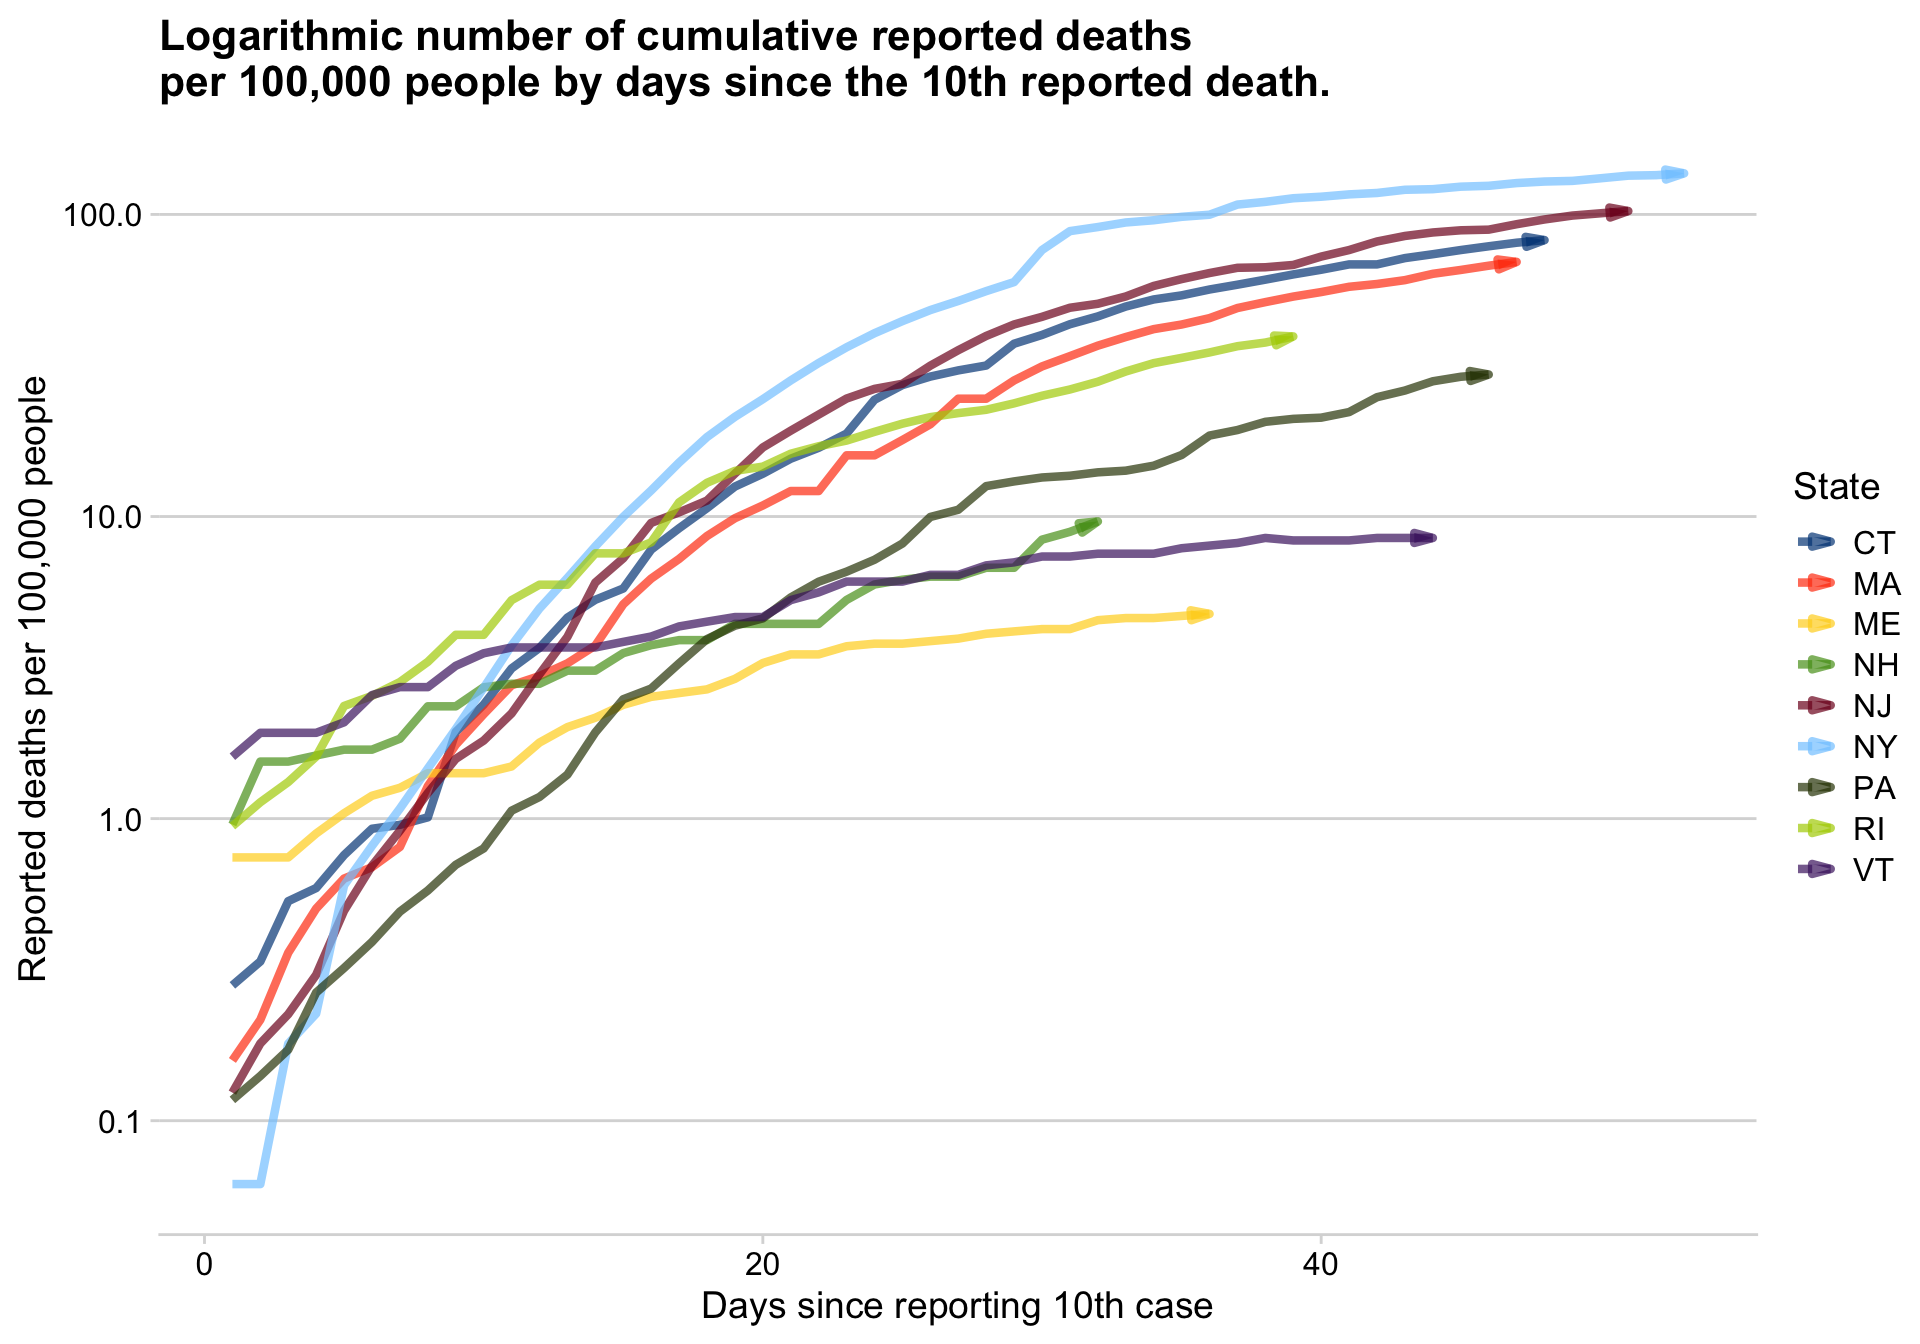 Logarithmic number of cumulative reported deaths
per 100,000 people by days since the 10th reported death.
Reported deaths per 100,000 people
100.0
10.0
1.0
0.1
0
20
40
Days since reporting 10th case
State
CT
MA
ME
NH
NJ
NY
PA
RI
VT